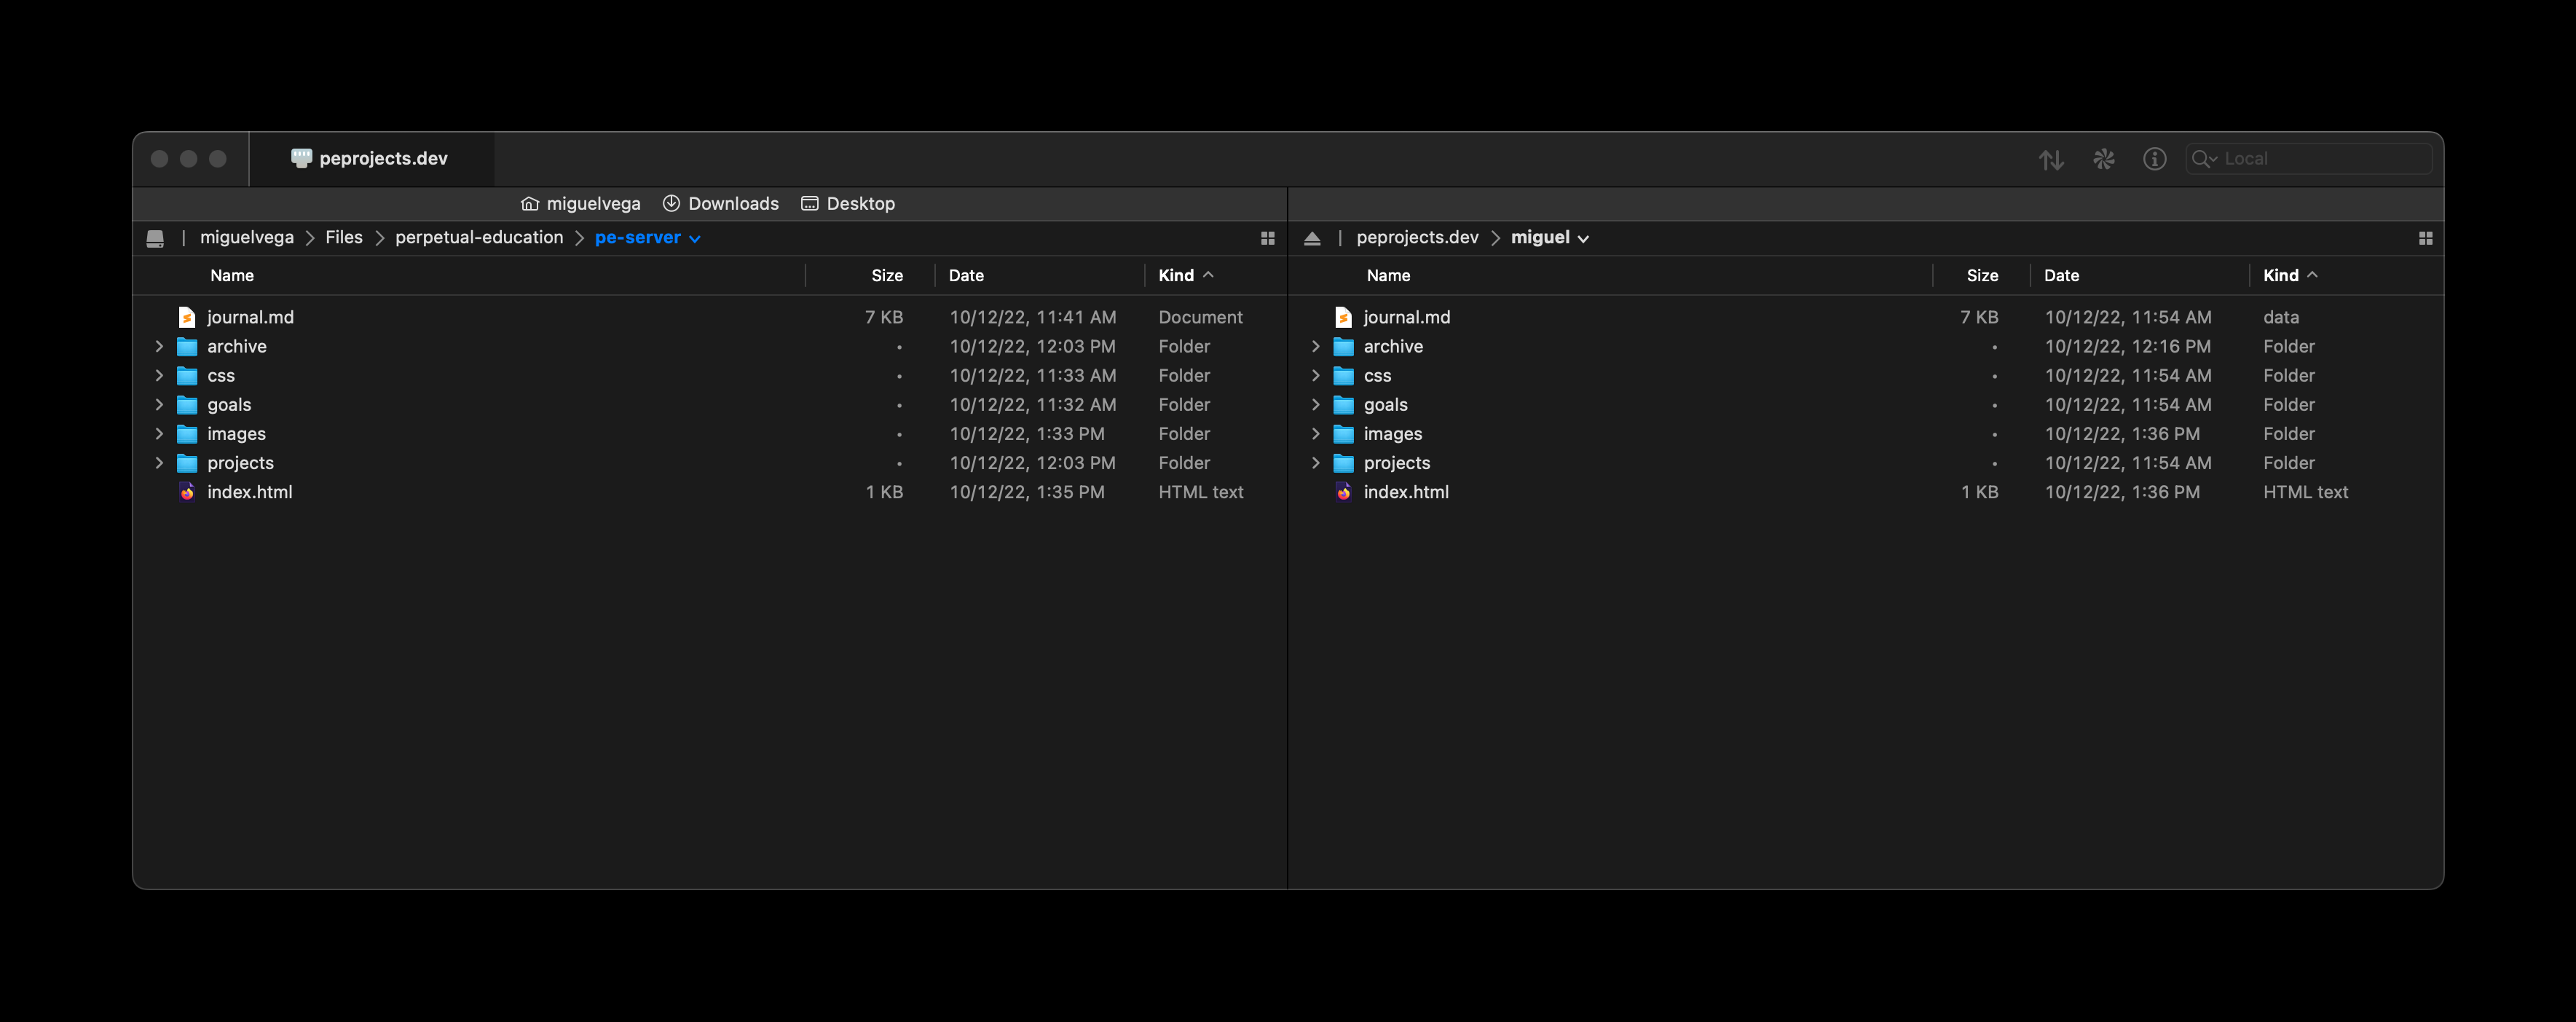 peprojects.dev Local
miguelvega Downloads Desktop
miguelvega Files perpetual-education pe-server
Name Size Date Kind
journal.md 7 KB 10/12/22, 11:41 AM Document
archive 10/12/22, 12:03 PM Folder
css 10/12/22, 11:33 AM Folder
goals 10/12/22, 11:32 AM Folder
images 10/12/22, 1:33 PM Folder
projects 10/12/22, 12:03 PM Folder
index.html 1 KB 10/12/22, 1:35 PM HTML text
peprojects.dev miguel
Name Size Date Kind
journal.md 7 KB 10/12/22, 11:54 AM data
archive 10/12/22, 12:16 PM Folder
css 10/12/22, 11:54 AM Folder
goals 10/12/22, 11:54 AM Folder
images 10/12/22, 1:36 PM Folder
projects 10/12/22, 11:54 AM Folder
index.html 1 KB 10/12/22, 1:36 PM HTML text